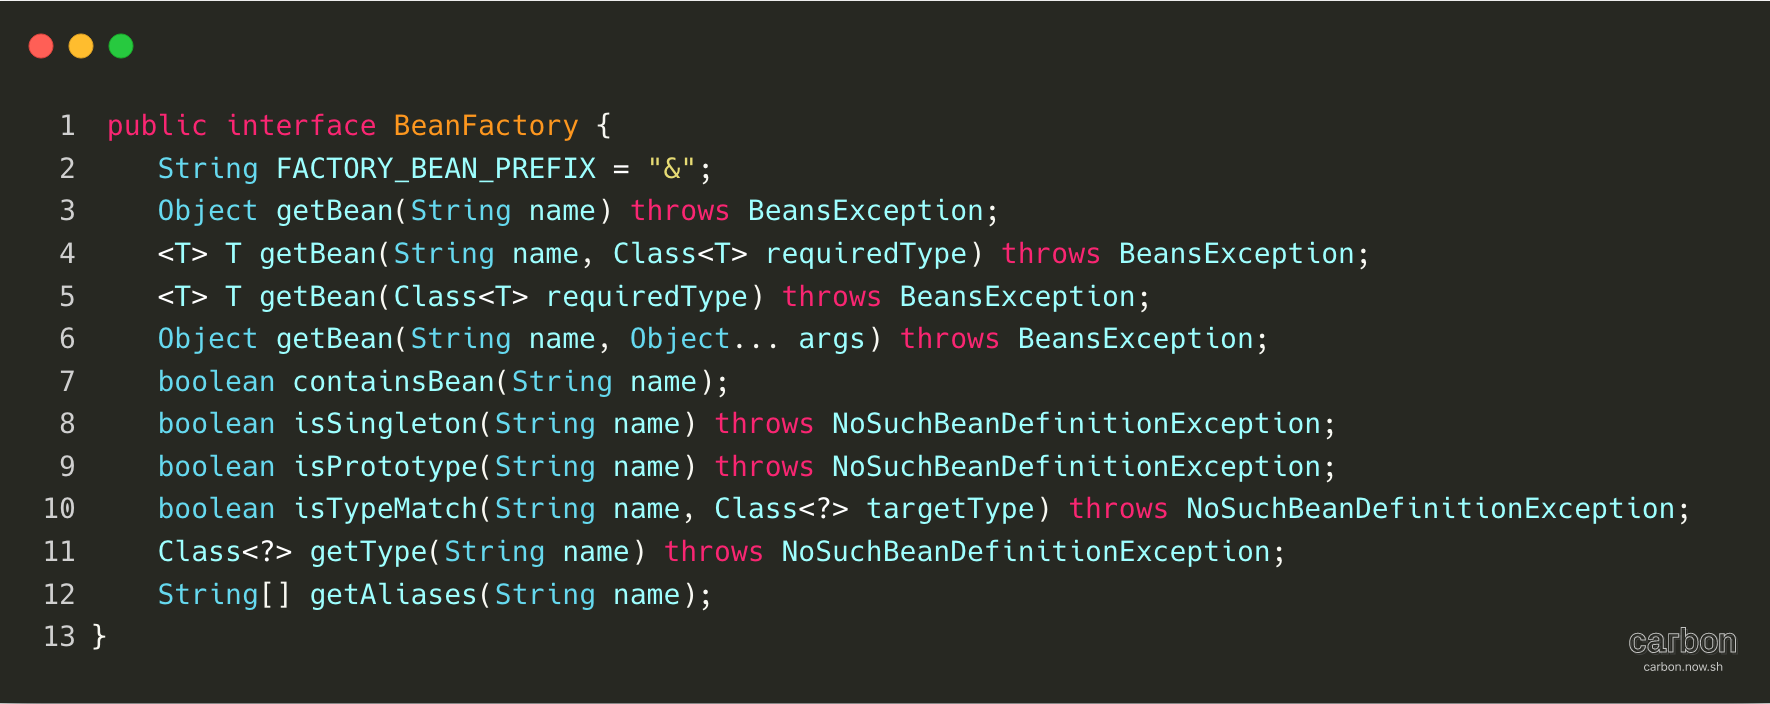 1 public interface BeanFactory {
2 String FACTORY_BEAN_PREFIX = "&";
3 Object getBean(String name) throws BeansException;
4 <T> T getBean(String name, Class<T> requiredType) throws BeansException;
5 <T> T getBean(Class<T> requiredType) throws BeansException;
6 Object getBean(String name, Object... args) throws BeansException;
7 boolean containsBean(String name);
8 boolean isSingleton(String name) throws NoSuchBeanDefinitionException;
9 boolean isPrototype(String name) throws NoSuchBeanDefinitionException;
10 boolean isTypeMatch(String name, Class<?> targetType) throws NoSuchBeanDefinitionException;
11 Class<?> getType(String name) throws NoSuchBeanDefinitionException;
12 String[] getAliases(String name);
13 }
carbon
carbon.now.sh